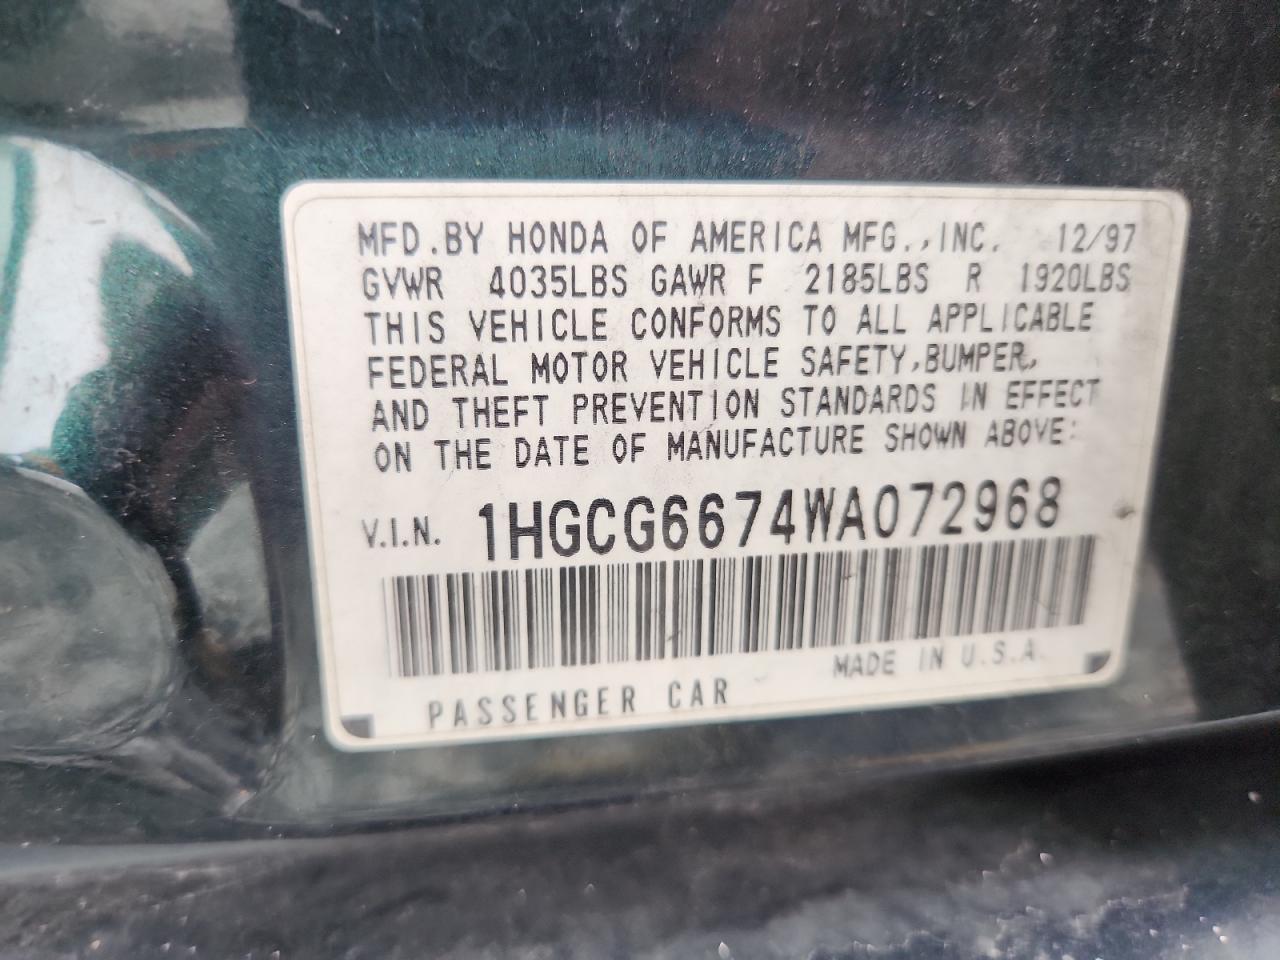 MFD.BY HONDA OF AMERICA MFG.,INC. 12/97
GVWR 4035LBS GAWR F 2185LBS R 1920LBS
THIS VEHICLE CONFORMS TO ALL APPLICABLE
FEDERAL MOTOR VEHICLE SAFETY,BUMPER,
AND THEFT PREVENTION STANDARDS IN EFFECT
ON THE DATE OF MANUFACTURE SHOWN ABOVE:
V.I.N. 1HGCG6674WA072968
PASSENGER CAR MADE IN U.S.A.